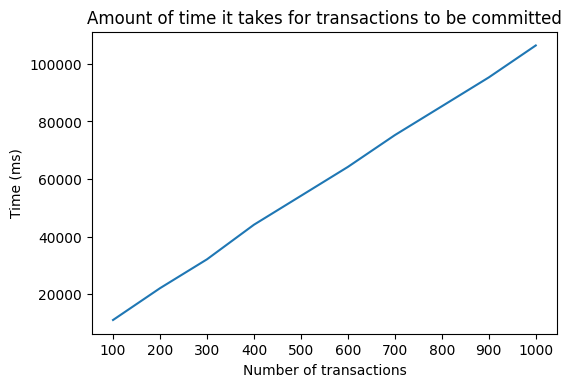 Amount of time it takes for transactions to be committed
Time (ms)
100000
80000
60000
40000
20000
100 200 300 400 500 600 700 800 900 1000
Number of transactions